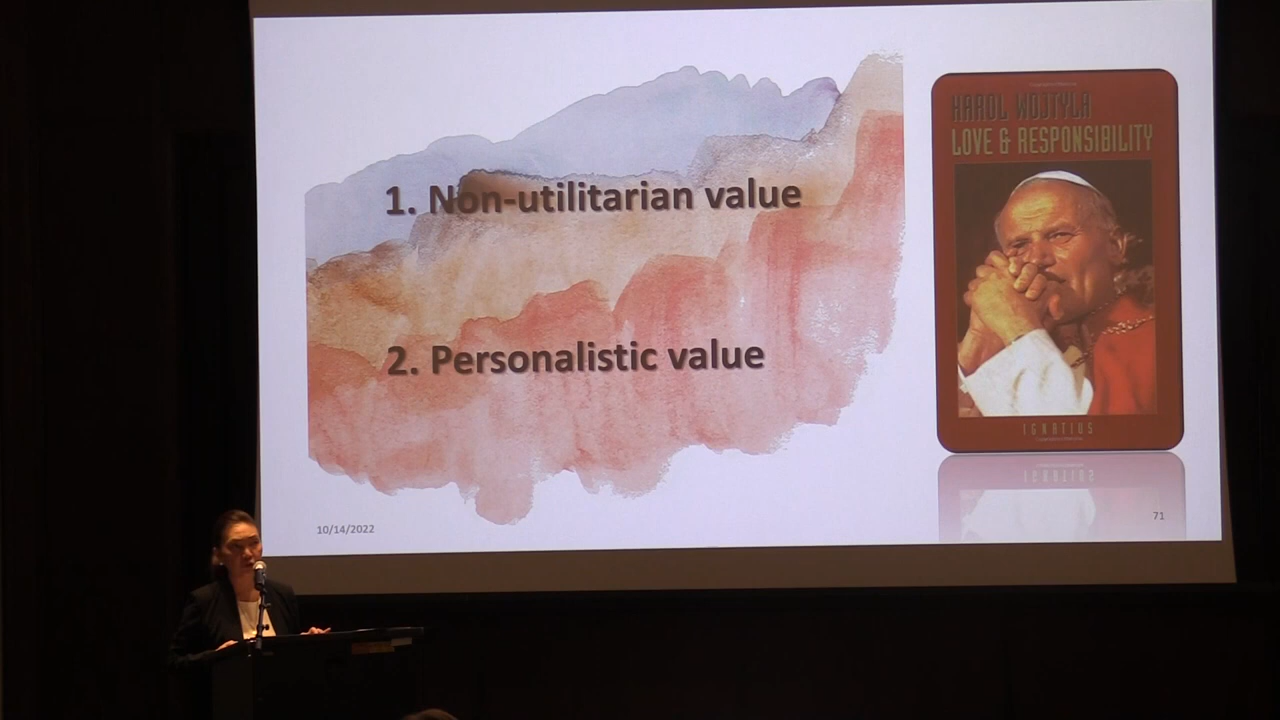 1. Non-utilitarian value
2. Personalistic value
KAROL WOJTYLA
LOVE & RESPONSIBILITY
IGNATIUS
10/14/2022
71